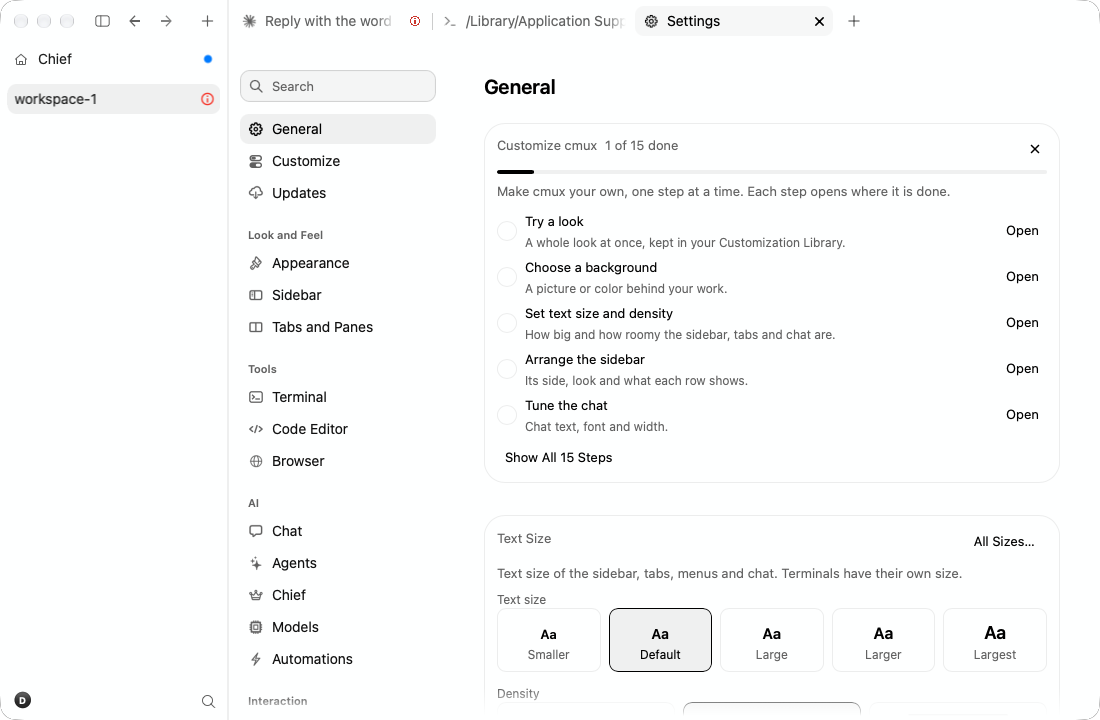 Reply with the word
/Library/Application Supp
Settings
Chief
workspace-1
D
Search
General
Customize
Updates
Look and Feel
Appearance
Sidebar
Tabs and Panes
Tools
Terminal
Code Editor
Browser
AI
Chat
Agents
Chief
Models
Automations
Interaction
General
Customize cmux 1 of 15 done
Make cmux your own, one step at a time. Each step opens where it is done.
Try a look
A whole look at once, kept in your Customization Library.
Open
Choose a background
A picture or color behind your work.
Open
Set text size and density
How big and how roomy the sidebar, tabs and chat are.
Open
Arrange the sidebar
Its side, look and what each row shows.
Open
Tune the chat
Chat text, font and width.
Open
Show All 15 Steps
Text Size
All Sizes...
Text size of the sidebar, tabs, menus and chat. Terminals have their own size.
Text size
Aa
Smaller
Aa
Default
Aa
Large
Aa
Larger
Aa
Largest
Density